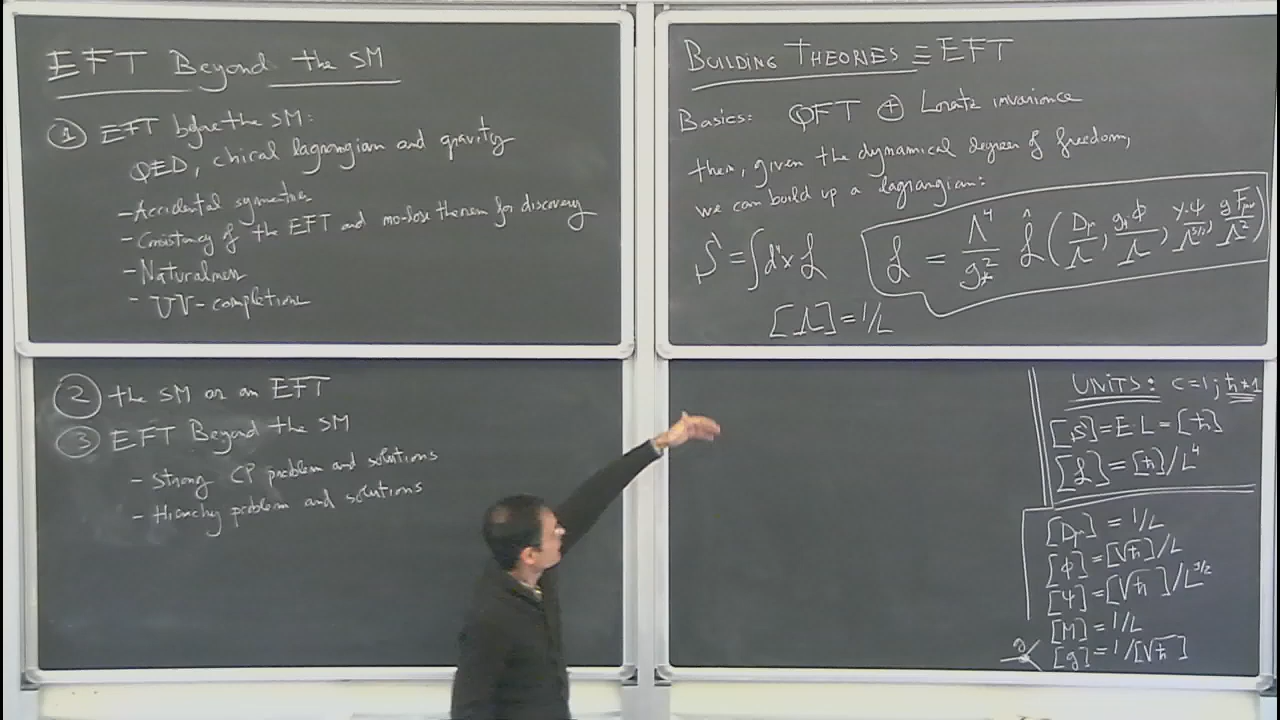 EFT Beyond the SM
① EFT before the SM:
QED, chiral lagrangian and gravity
- Accidental symmetries
- Consistency of the EFT and no-lose theorem for discovery
- Naturalness
- UV-completions
② the SM as an EFT
③ EFT Beyond the SM
- Strong CP problem and solutions
- Hierarchy problem and solutions
BUILDING THEORIES ≡ EFT
Basics: QFT ⊕ Lorentz invariance
then, given the dynamical degree of freedom,
we can build up a lagrangian:
S = ∫d⁴x ℒ ℒ = Λ⁴/g*² ℒ̂ (Dμ/Λ, g*Φ/Λ, g*Ψ/Λ^{3/2}, gFμν/Λ²)
[Λ] = 1/L
UNITS: c=1; ħ≠1
[S] = E·L = [ħ]
[ℒ] = [ħ]/L⁴
[Dμ] = 1/L
[Φ] = [√ħ]/L
[Ψ] = [√ħ]/L^{3/2}
[M] = 1/L
g [g] = 1/[√ħ]